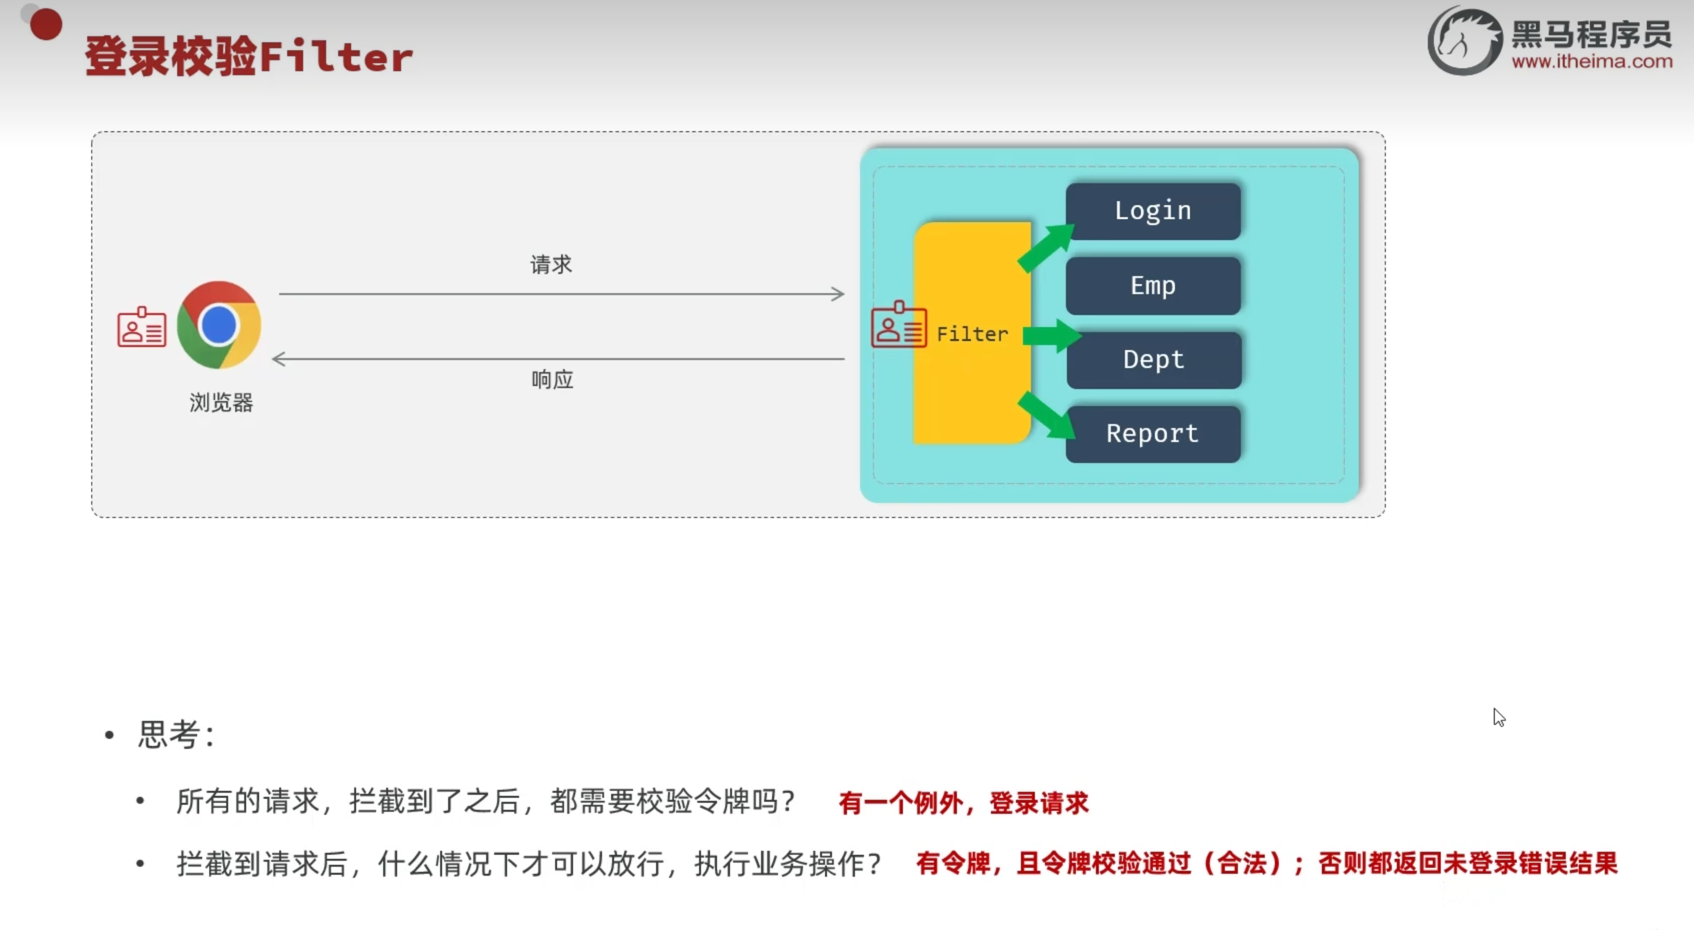 登录校验Filter
黑马程序员
www.itheima.com
请求
响应
浏览器
Filter
Login
Emp
Dept
Report
• 思考：
• 所有的请求，拦截到了之后，都需要校验令牌吗？ 有一个例外，登录请求
• 拦截到请求后，什么情况下才可以放行，执行业务操作？ 有令牌，且令牌校验通过（合法）；否则都返回未登录错误结果